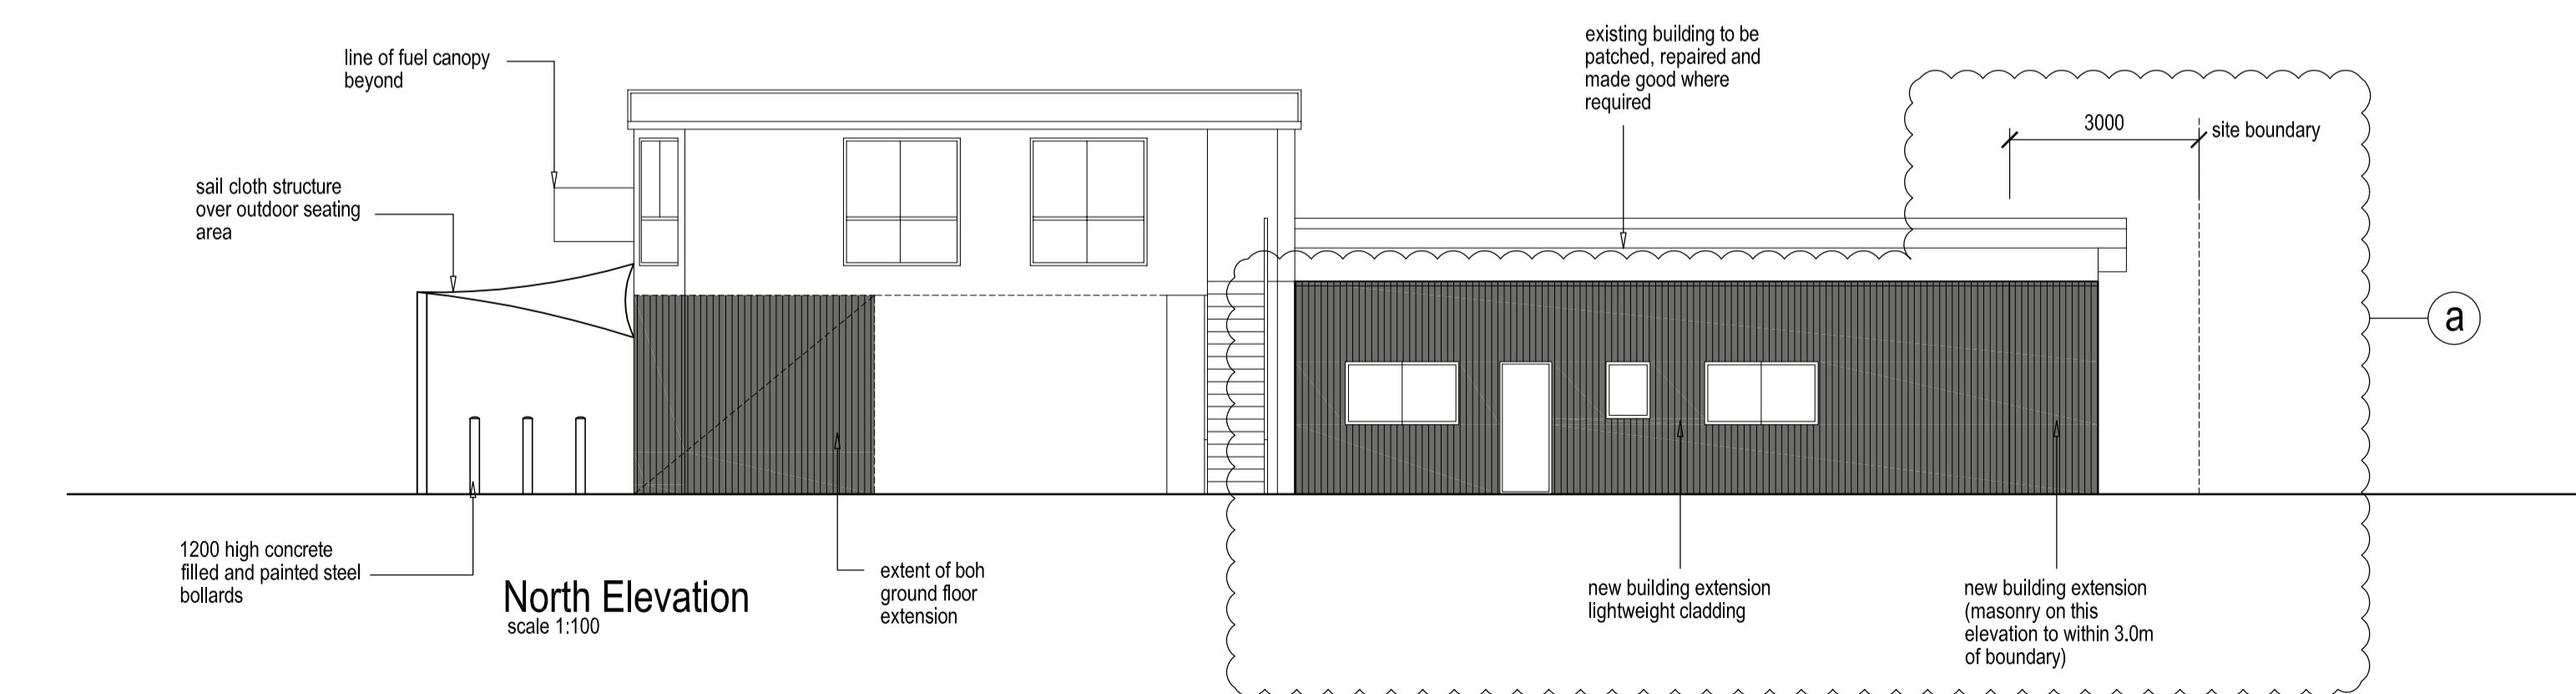 line of fuel canopy
beyond
sail cloth structure
over outdoor seating
area
existing building to be
patched, repaired and
made good where
required
3000
site boundary
a
1200 high concrete
filled and painted steel
bollards
North Elevation
scale 1:100
extent of boh
ground floor
extension
new building extension
lightweight cladding
new building extension
(masonry on this
elevation to within 3.0m
of boundary)